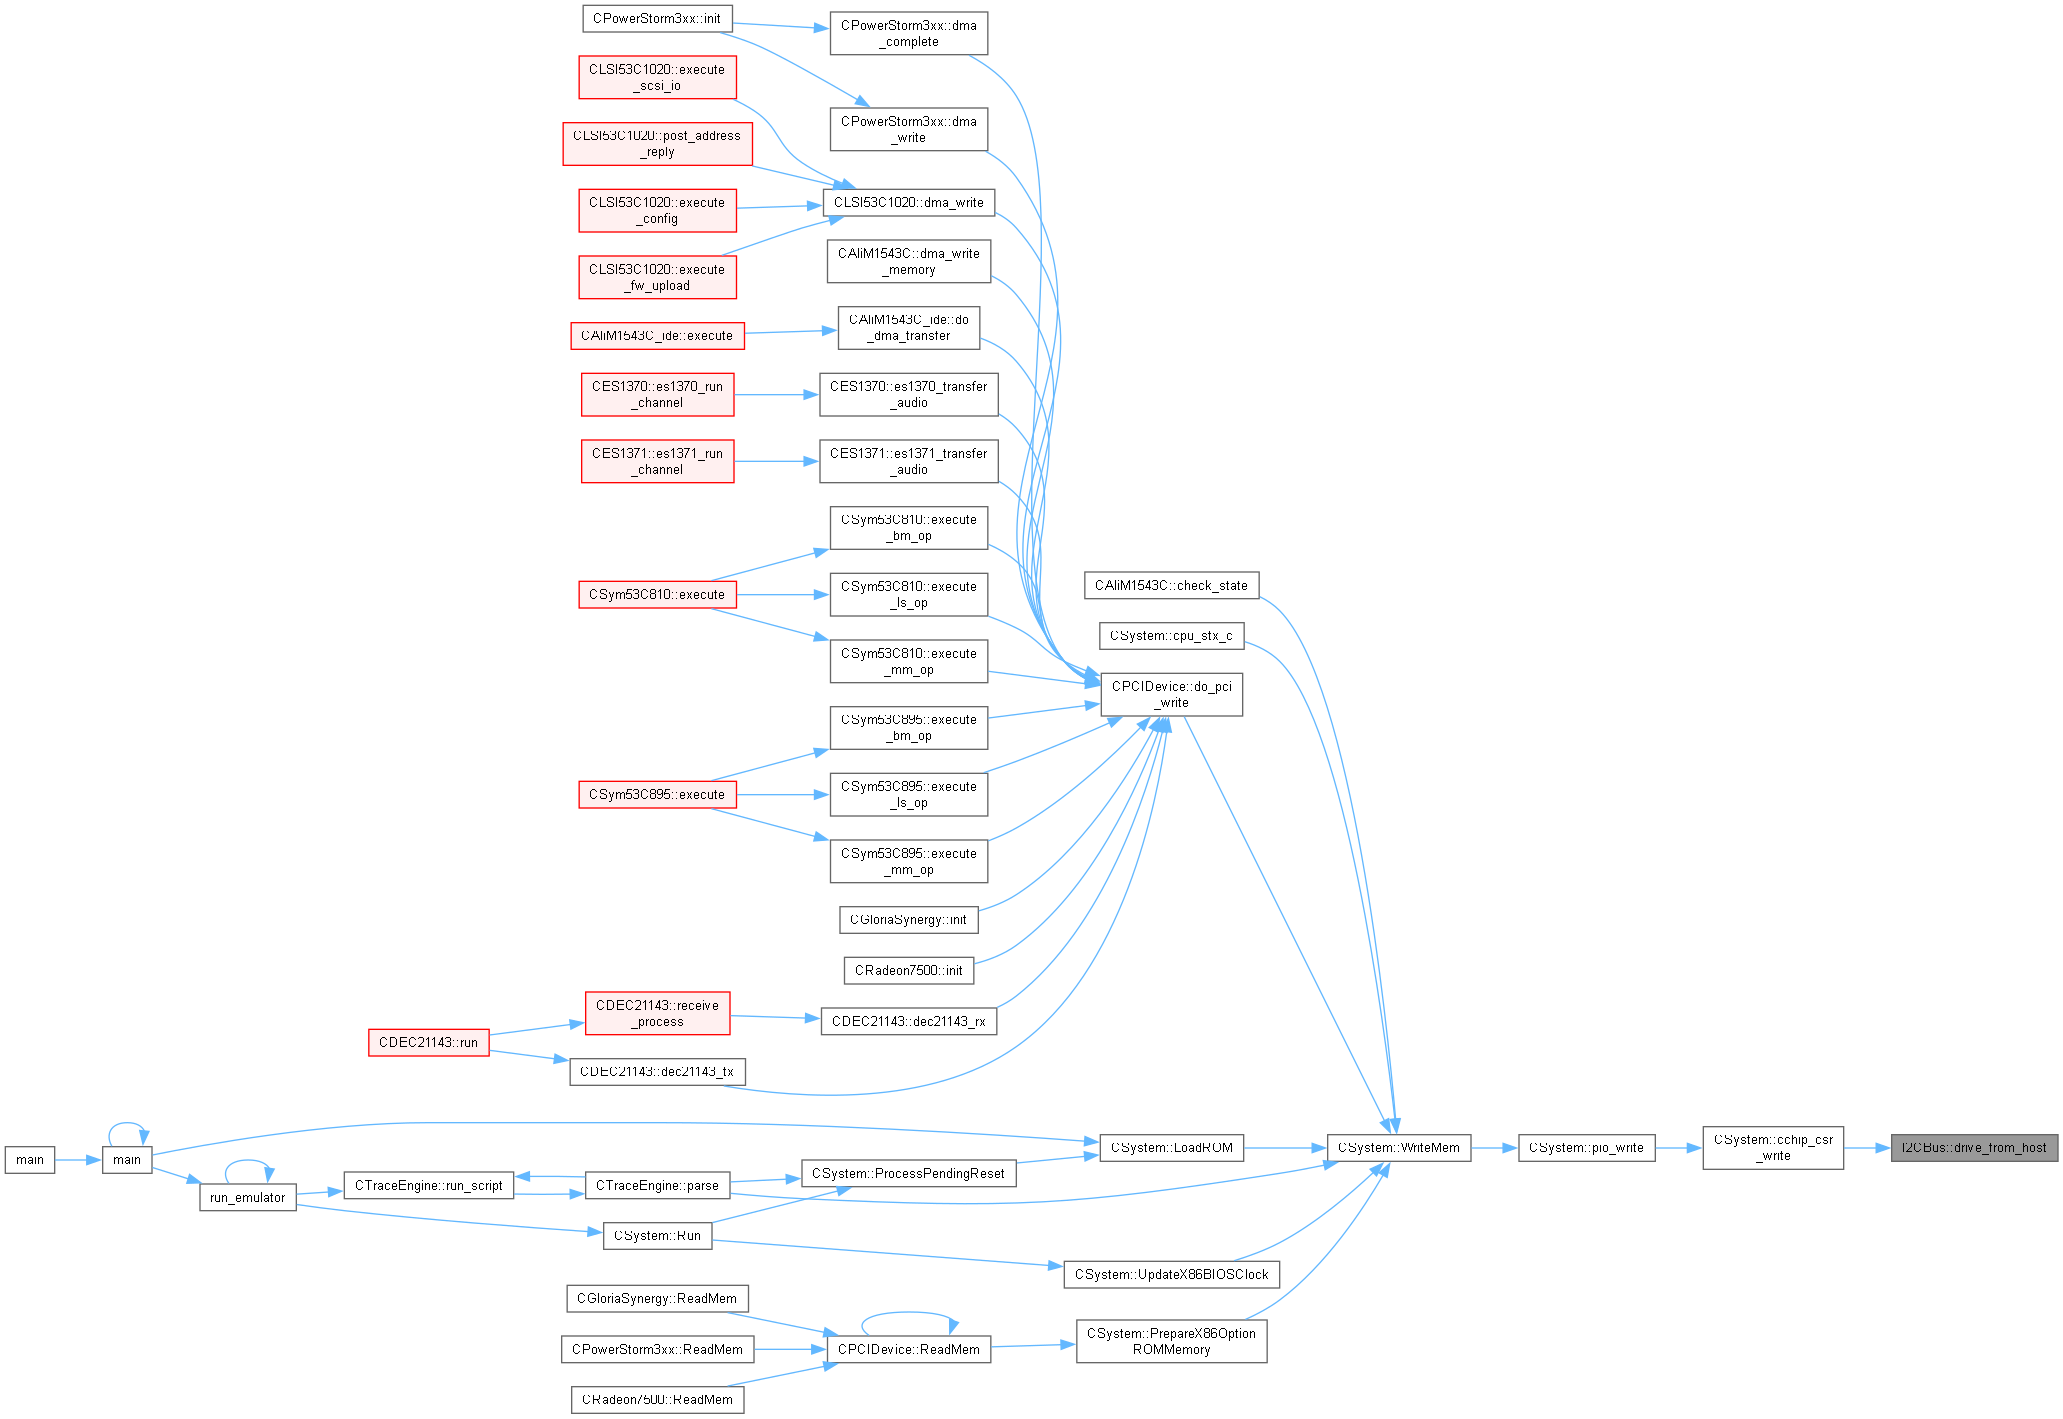 CPowerStorm3xx::init
CPowerStorm3xx::dma
_complete
CLSI53C1020::execute
_scsi_io
CPowerStorm3xx::dma
_write
CLSI53C1020::post_address
_reply
CLSI53C1020::execute
_config
CLSI53C1020::dma_write
CLSI53C1020::execute
_fw_upload
CAliM1543C::dma_write
_memory
CAliM1543C_ide::execute
CAliM1543C_ide::do
_dma_transfer
CES1370::es1370_run
_channel
CES1370::es1370_transfer
_audio
CES1371::es1371_run
_channel
CES1371::es1371_transfer
_audio
CSym53C810::execute
_bm_op
CSym53C810::execute
CSym53C810::execute
_ls_op
CSym53C810::execute
_mm_op
CAliM1543C::check_state
CSystem::cpu_stx_c
CPCIDevice::do_pci
_write
CSym53C895::execute
_bm_op
CSym53C895::execute
CSym53C895::execute
_ls_op
CSym53C895::execute
_mm_op
CGloriaSynergy::init
CRadeon7500::init
CDEC21143::receive
_process
CDEC21143::dec21143_rx
CDEC21143::run
CDEC21143::dec21143_tx
main
main
run_emulator
CTraceEngine::run_script
CTraceEngine::parse
CSystem::ProcessPendingReset
CSystem::LoadROM
CSystem::WriteMem
CSystem::pio_write
CSystem::cchip_csr
_write
I2CBus::drive_from_host
CSystem::Run
CSystem::UpdateX86BIOSClock
CGloriaSynergy::ReadMem
CPowerStorm3xx::ReadMem
CRadeon7500::ReadMem
CPCIDevice::ReadMem
CSystem::PrepareX86Option
ROMMemory